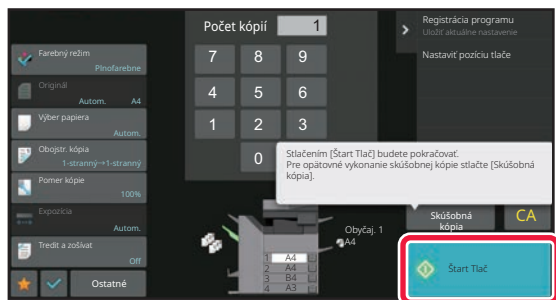 Počet kópií 1
Registrácia programu
Uložiť aktuálne nastavenie
Nastaviť pozíciu tlače
Farebný režim
Plnofarebne
Originál
Autom. A4
Výber papiera
Autom.
Obojstr. kópia
1-stranný→1-stranný
Pomer kópie
100%
Expozícia
Autom.
Tredit a zošívat
Off
Ostatné
7 8 9
4 5 6
1 2 3
0
Stlačením [Štart Tlač] budete pokračovať.
Pre opätovné vykonanie skúšobnej kópie stlačte [Skúšobná
kópia].
Skúšobná
kópia
CA
Obyčaj. 1
A4
1 A4
2 A4
3 B4
4 A3
Štart Tlač